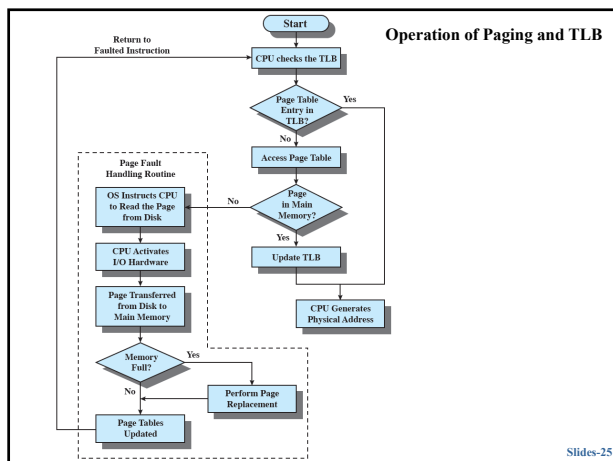 Operation of Paging and TLB
Start
Return to
Faulted Instruction
CPU checks the TLB
Page Table
Entry in
TLB?
Yes
No
Access Page Table
Page Fault
Handling Routine
OS Instructs CPU
to Read the Page
from Disk
No
Page
in Main
Memory?
Yes
CPU Activates
I/O Hardware
Update TLB
Page Transferred
from Disk to
Main Memory
CPU Generates
Physical Address
Memory
Full?
Yes
No
Perform Page
Replacement
Page Tables
Updated
Slides-25